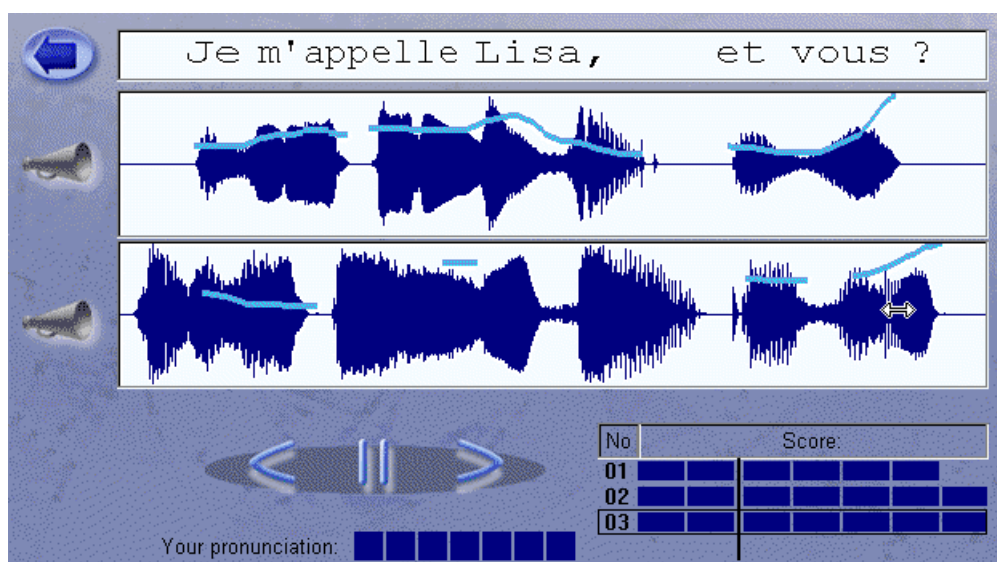 Je m'appelle Lisa, et vous ?
No Score:
01
02
03
Your pronunciation: